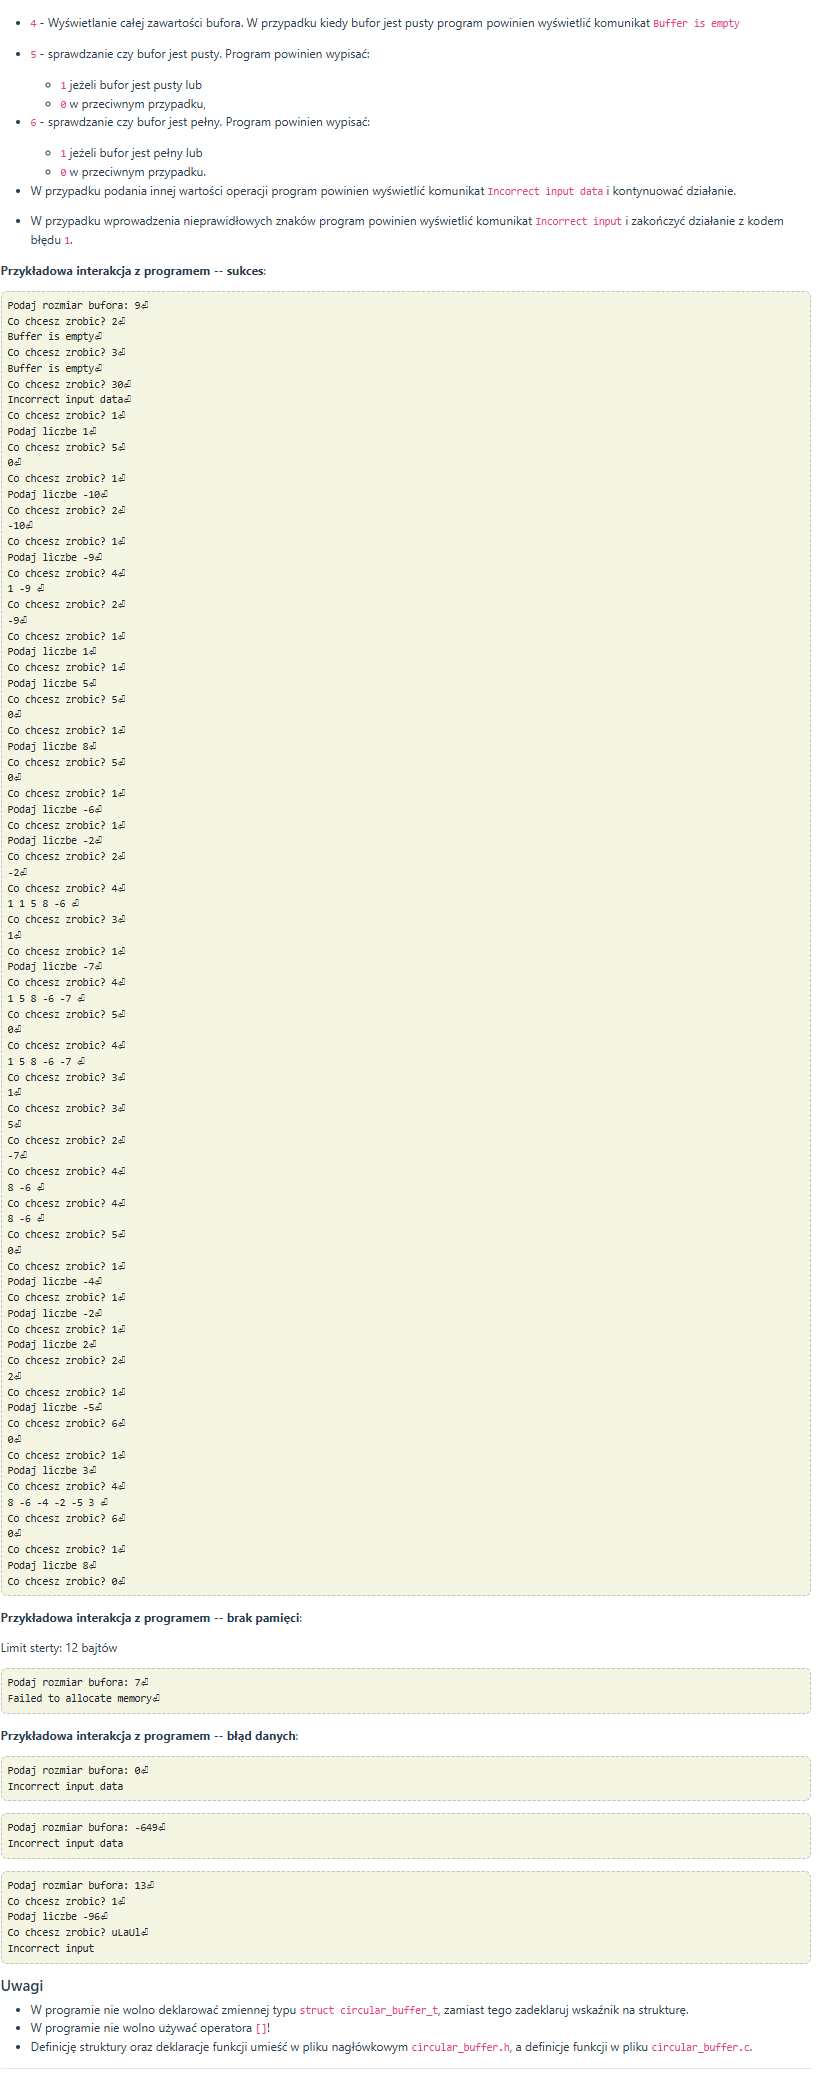 4 - Wyświetlanie całej zawartości bufora. W przypadku kiedy bufor jest pusty program powinien wyświetlić komunikat Buffer is empty
5 - sprawdzanie czy bufor jest pusty. Program powinien wypisać:
1 jeżeli bufor jest pusty lub
0 w przeciwnym przypadku,
6 - sprawdzanie czy bufor jest pełny. Program powinien wypisać:
1 jeżeli bufor jest pełny lub
0 w przeciwnym przypadku.
W przypadku podania innej wartości operacji program powinien wyświetlić komunikat Incorrect input data i kontynuować działanie.
W przypadku wprowadzenia nieprawidłowych znaków program powinien wyświetlić komunikat Incorrect input i zakończyć działanie z kodem
błędu 1.
Przykładowa interakcja z programem -- sukces:
Podaj rozmiar bufora: 9⏎
Co chcesz zrobic? 2⏎
Buffer is empty⏎
Co chcesz zrobic? 3⏎
Buffer is empty⏎
Co chcesz zrobic? 30⏎
Incorrect input data⏎
Co chcesz zrobic? 1⏎
Podaj liczbe 1⏎
Co chcesz zrobic? 5⏎
0⏎
Co chcesz zrobic? 1⏎
Podaj liczbe -10⏎
Co chcesz zrobic? 2⏎
-10⏎
Co chcesz zrobic? 1⏎
Podaj liczbe -9⏎
Co chcesz zrobic? 4⏎
1 -9 ⏎
Co chcesz zrobic? 2⏎
-9⏎
Co chcesz zrobic? 1⏎
Podaj liczbe 1⏎
Co chcesz zrobic? 1⏎
Podaj liczbe 5⏎
Co chcesz zrobic? 5⏎
0⏎
Co chcesz zrobic? 1⏎
Podaj liczbe 8⏎
Co chcesz zrobic? 5⏎
0⏎
Co chcesz zrobic? 1⏎
Podaj liczbe -6⏎
Co chcesz zrobic? 1⏎
Podaj liczbe -2⏎
Co chcesz zrobic? 2⏎
-2⏎
Co chcesz zrobic? 4⏎
1 1 5 8 -6 ⏎
Co chcesz zrobic? 3⏎
1⏎
Co chcesz zrobic? 1⏎
Podaj liczbe -7⏎
Co chcesz zrobic? 4⏎
1 5 8 -6 -7 ⏎
Co chcesz zrobic? 5⏎
0⏎
Co chcesz zrobic? 4⏎
1 5 8 -6 -7 ⏎
Co chcesz zrobic? 3⏎
1⏎
Co chcesz zrobic? 3⏎
5⏎
Co chcesz zrobic? 2⏎
-7⏎
Co chcesz zrobic? 4⏎
8 -6 ⏎
Co chcesz zrobic? 4⏎
8 -6 ⏎
Co chcesz zrobic? 5⏎
0⏎
Co chcesz zrobic? 1⏎
Podaj liczbe -4⏎
Co chcesz zrobic? 1⏎
Podaj liczbe -2⏎
Co chcesz zrobic? 1⏎
Podaj liczbe 2⏎
Co chcesz zrobic? 2⏎
2⏎
Co chcesz zrobic? 1⏎
Podaj liczbe -5⏎
Co chcesz zrobic? 6⏎
0⏎
Co chcesz zrobic? 1⏎
Podaj liczbe 3⏎
Co chcesz zrobic? 4⏎
8 -6 -4 -2 -5 3 ⏎
Co chcesz zrobic? 6⏎
0⏎
Co chcesz zrobic? 1⏎
Podaj liczbe 8⏎
Co chcesz zrobic? 0⏎
Przykładowa interakcja z programem -- brak pamięci:
Limit sterty: 12 bajtów
Podaj rozmiar bufora: 7⏎
Failed to allocate memory⏎
Przykładowa interakcja z programem -- błąd danych:
Podaj rozmiar bufora: 0⏎
Incorrect input data
Podaj rozmiar bufora: -649⏎
Incorrect input data
Podaj rozmiar bufora: 13⏎
Co chcesz zrobic? 1⏎
Podaj liczbe -96⏎
Co chcesz zrobic? uLaUl⏎
Incorrect input
Uwagi
W programie nie wolno deklarować zmiennej typu struct circular_buffer_t, zamiast tego zadeklaruj wskaźnik na strukturę.
W programie nie wolno używać operatora []!
Definicję struktury oraz deklaracje funkcji umieść w pliku nagłówkowym circular_buffer.h, a definicje funkcji w pliku circular_buffer.c.